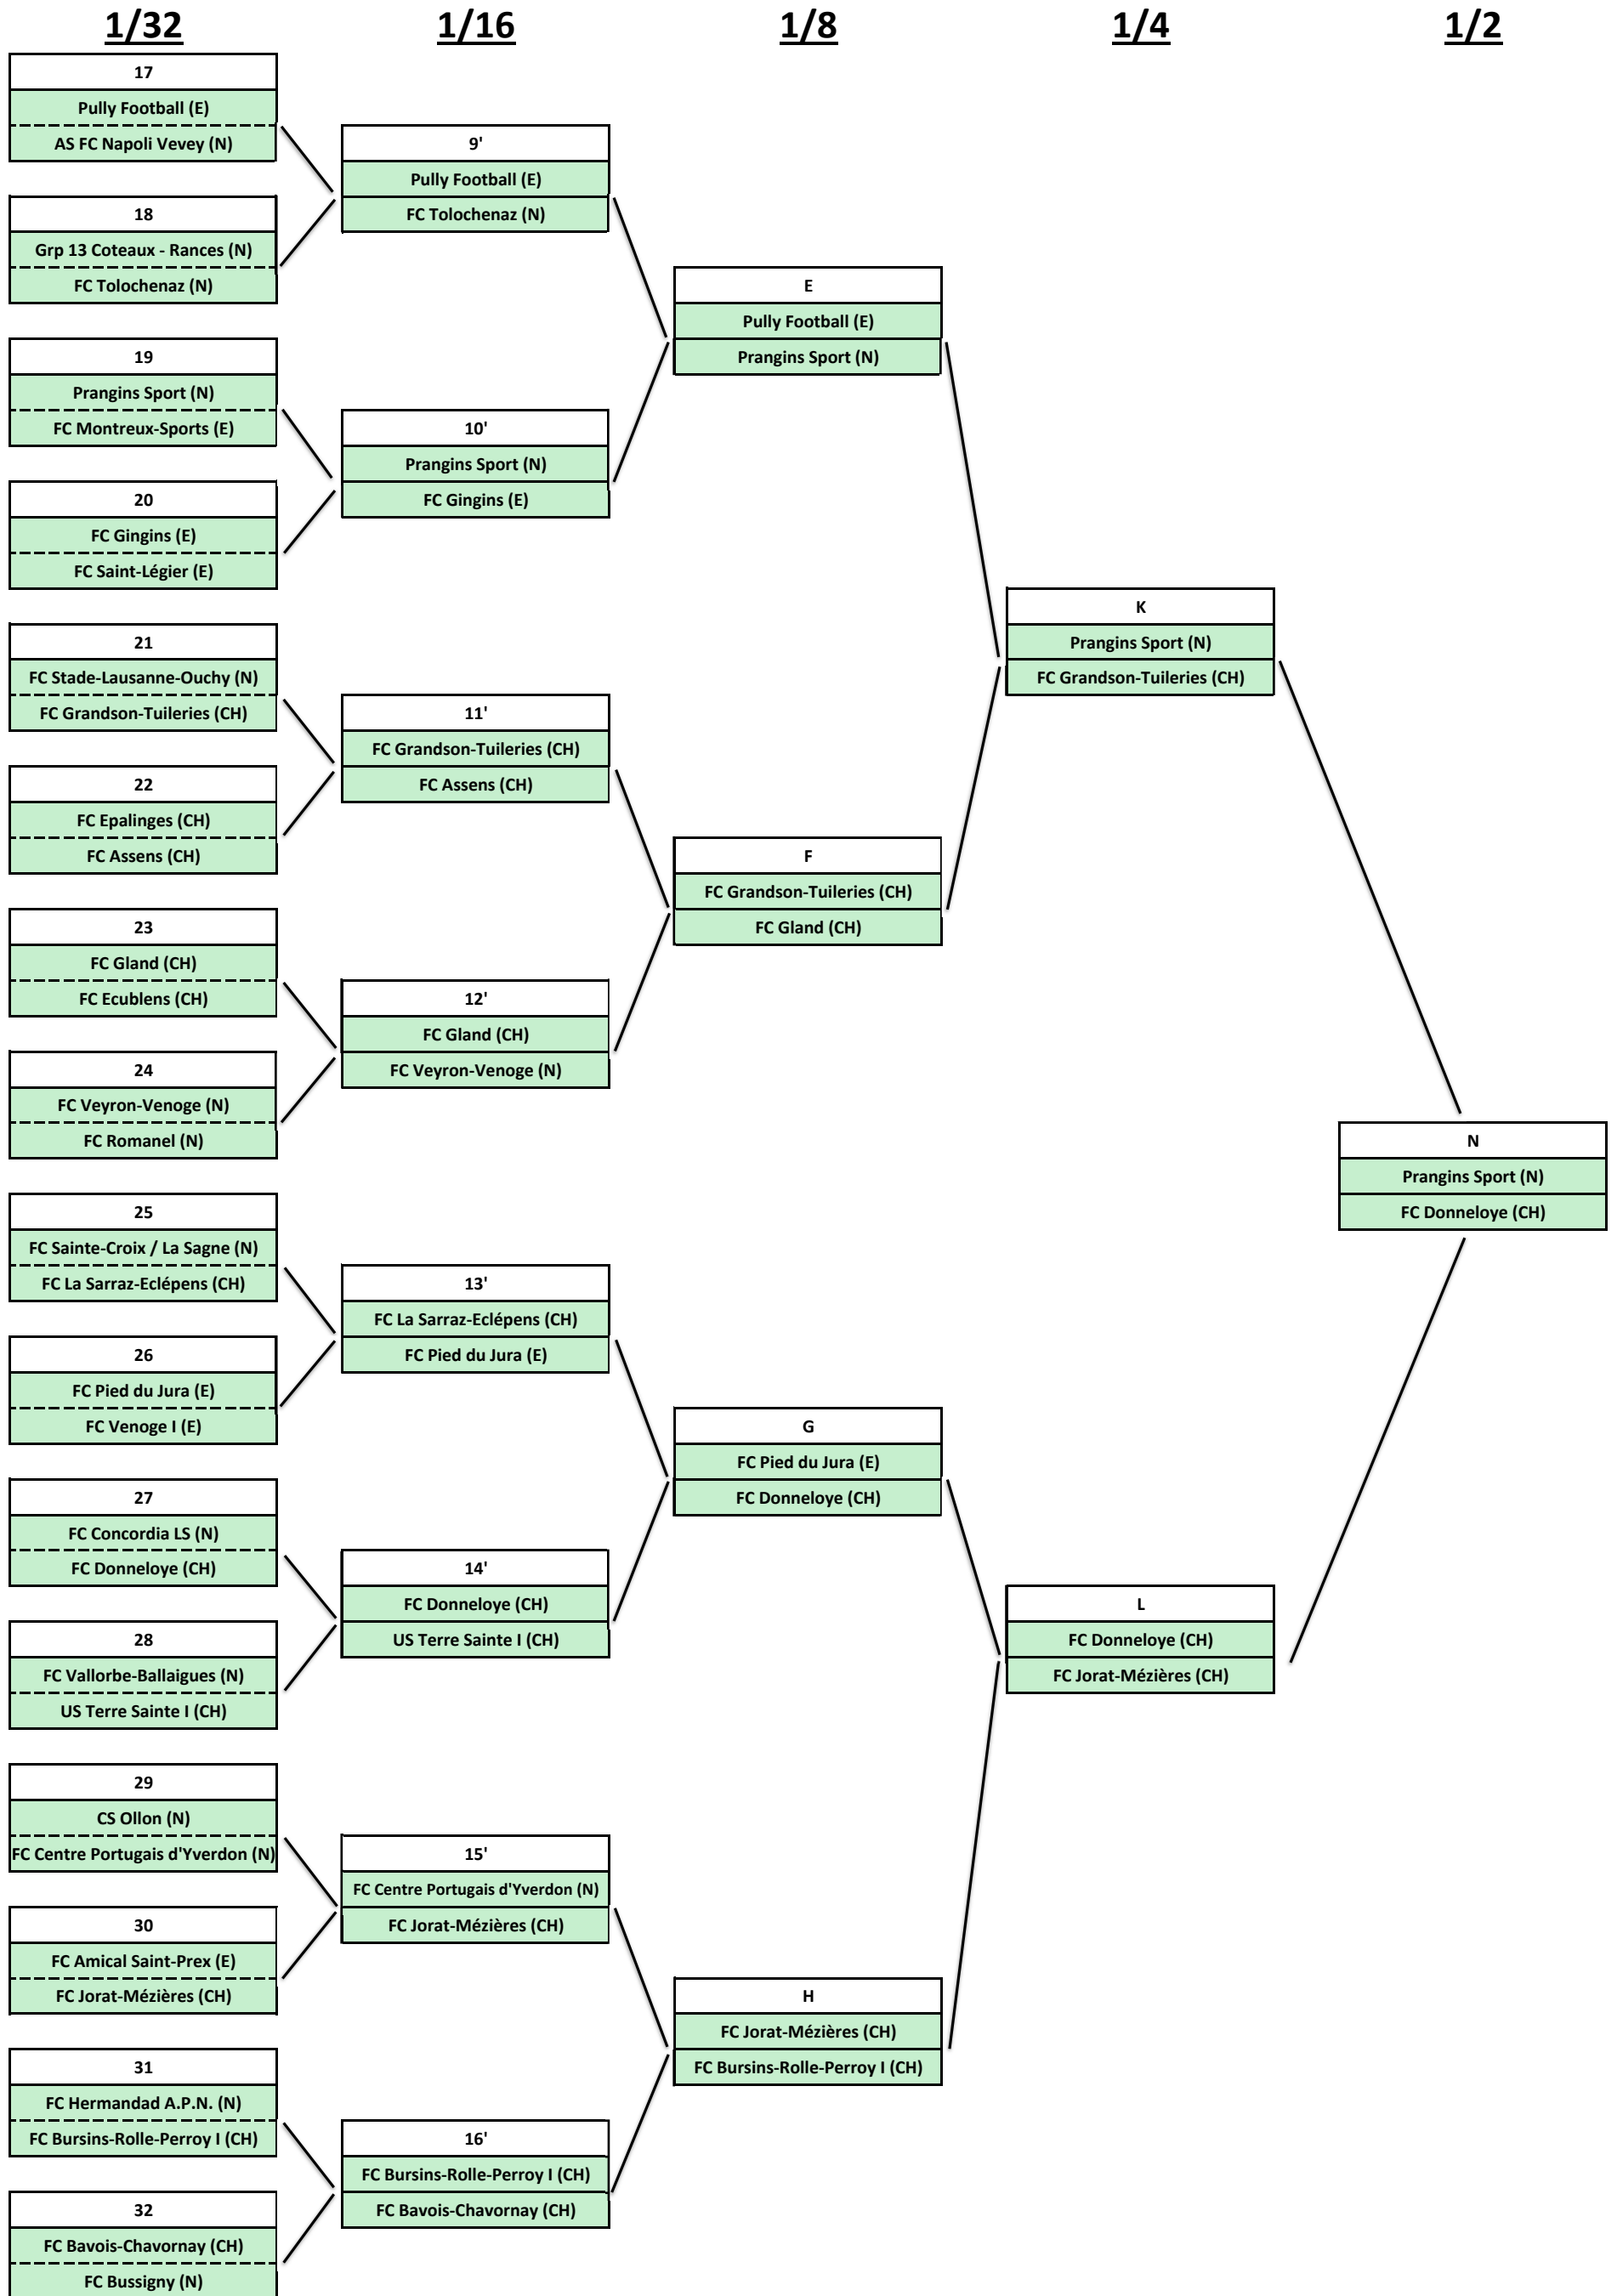 1/32
1/16
1/8
1/4
1/2
17
Pully Football (E)
AS FC Napoli Vevey (N)
18
Grp 13 Coteaux - Rances (N)
FC Tolochenaz (N)
19
Prangins Sport (N)
FC Montreux-Sports (E)
20
FC Gingins (E)
FC Saint-Légier (E)
21
FC Stade-Lausanne-Ouchy (N)
FC Grandson-Tuileries (CH)
22
FC Epalinges (CH)
FC Assens (CH)
23
FC Gland (CH)
FC Ecublens (CH)
24
FC Veyron-Venoge (N)
FC Romanel (N)
25
FC Sainte-Croix / La Sagne (N)
FC La Sarraz-Eclépens (CH)
26
FC Pied du Jura (E)
FC Venoge I (E)
27
FC Concordia LS (N)
FC Donneloye (CH)
28
FC Vallorbe-Ballaigues (N)
US Terre Sainte I (CH)
29
CS Ollon (N)
FC Centre Portugais d'Yverdon (N)
30
FC Amical Saint-Prex (E)
FC Jorat-Mézières (CH)
31
FC Hermandad A.P.N. (N)
FC Bursins-Rolle-Perroy I (CH)
32
FC Bavois-Chavornay (CH)
FC Bussigny (N)
9'
Pully Football (E)
FC Tolochenaz (N)
10'
Prangins Sport (N)
FC Gingins (E)
11'
FC Grandson-Tuileries (CH)
FC Assens (CH)
12'
FC Gland (CH)
FC Veyron-Venoge (N)
13'
FC La Sarraz-Eclépens (CH)
FC Pied du Jura (E)
14'
FC Donneloye (CH)
US Terre Sainte I (CH)
15'
FC Centre Portugais d'Yverdon (N)
FC Jorat-Mézières (CH)
16'
FC Bursins-Rolle-Perroy I (CH)
FC Bavois-Chavornay (CH)
E
Pully Football (E)
Prangins Sport (N)
F
FC Grandson-Tuileries (CH)
FC Gland (CH)
G
FC Pied du Jura (E)
FC Donneloye (CH)
H
FC Jorat-Mézières (CH)
FC Bursins-Rolle-Perroy I (CH)
K
Prangins Sport (N)
FC Grandson-Tuileries (CH)
L
FC Donneloye (CH)
FC Jorat-Mézières (CH)
N
Prangins Sport (N)
FC Donneloye (CH)